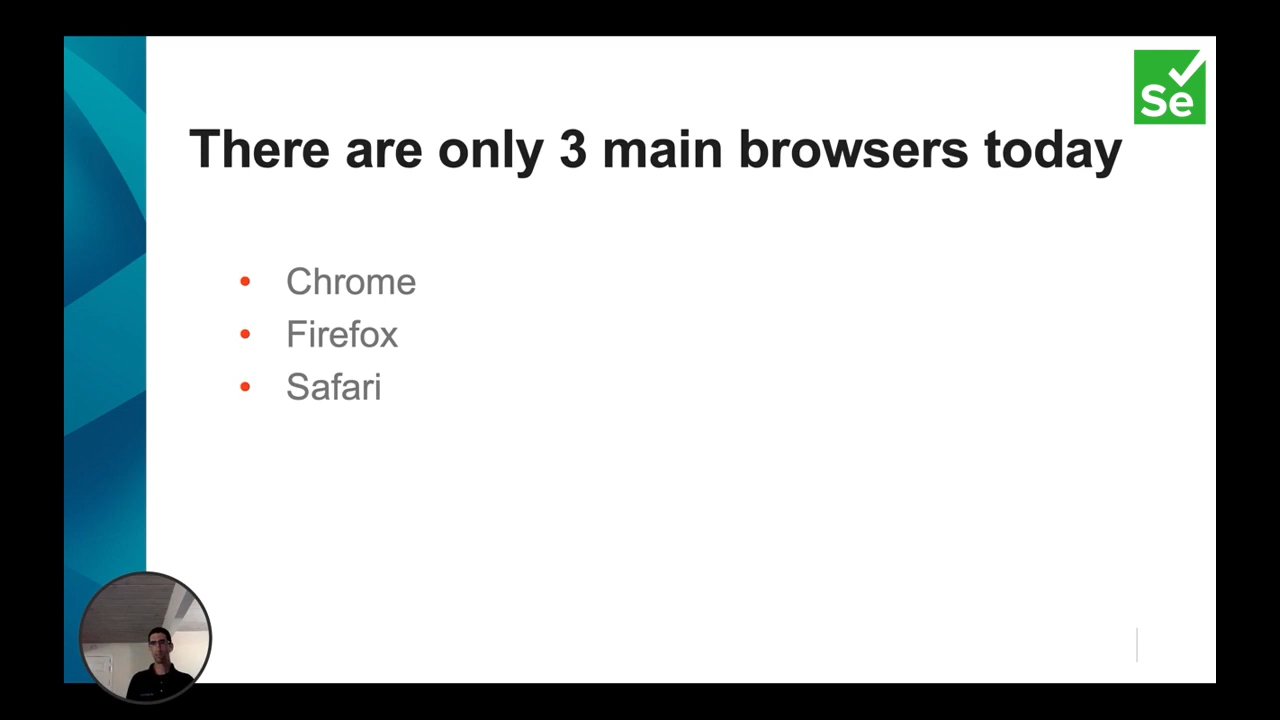 Se
There are only 3 main browsers today
• Chrome
• Firefox
• Safari